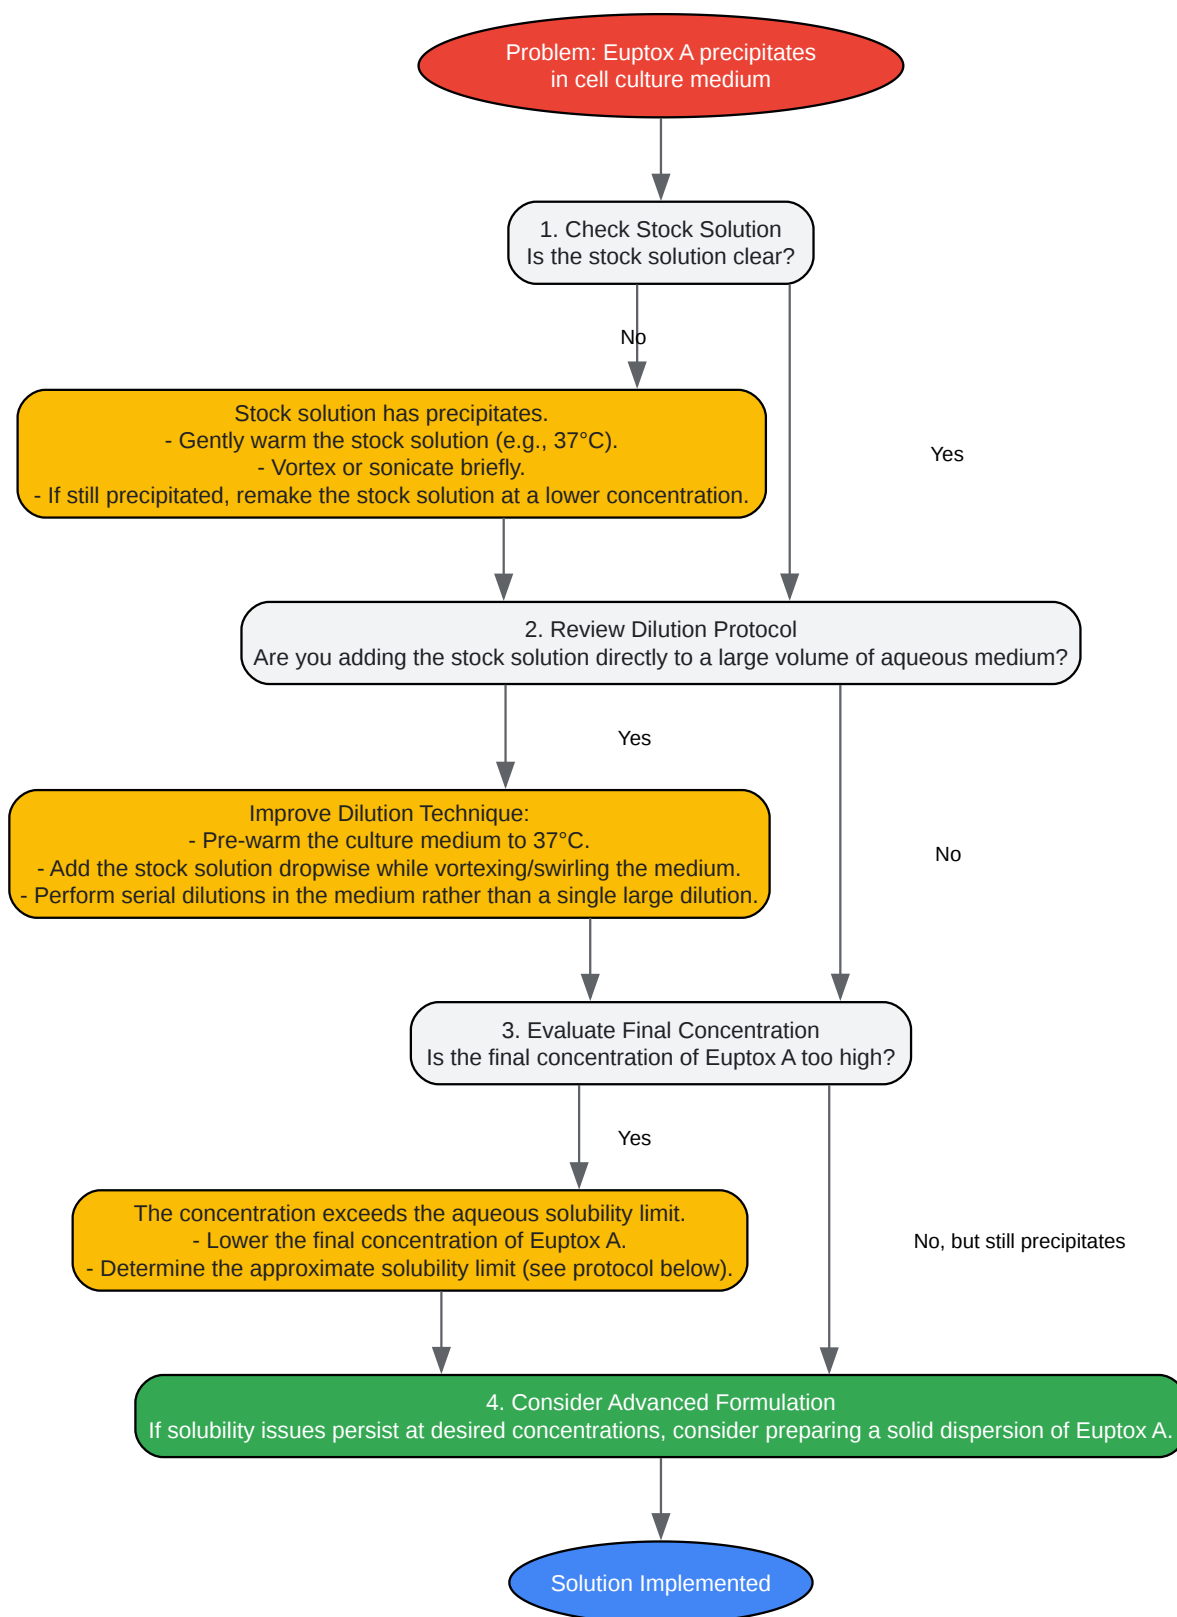 Problem: Euptox A precipitates
in cell culture medium
1. Check Stock Solution
Is the stock solution clear?
No
Stock solution has precipitates.
- Gently warm the stock solution (e.g., 37°C).
- Vortex or sonicate briefly.
- If still precipitated, remake the stock solution at a lower concentration.
Yes
2. Review Dilution Protocol
Are you adding the stock solution directly to a large volume of aqueous medium?
Yes
Improve Dilution Technique:
- Pre-warm the culture medium to 37°C.
- Add the stock solution dropwise while vortexing/swirling the medium.
- Perform serial dilutions in the medium rather than a single large dilution.
No
3. Evaluate Final Concentration
Is the final concentration of Euptox A too high?
Yes
The concentration exceeds the aqueous solubility limit.
- Lower the final concentration of Euptox A.
- Determine the approximate solubility limit (see protocol below).
No, but still precipitates
4. Consider Advanced Formulation
If solubility issues persist at desired concentrations, consider preparing a solid dispersion of Euptox A.
Solution Implemented